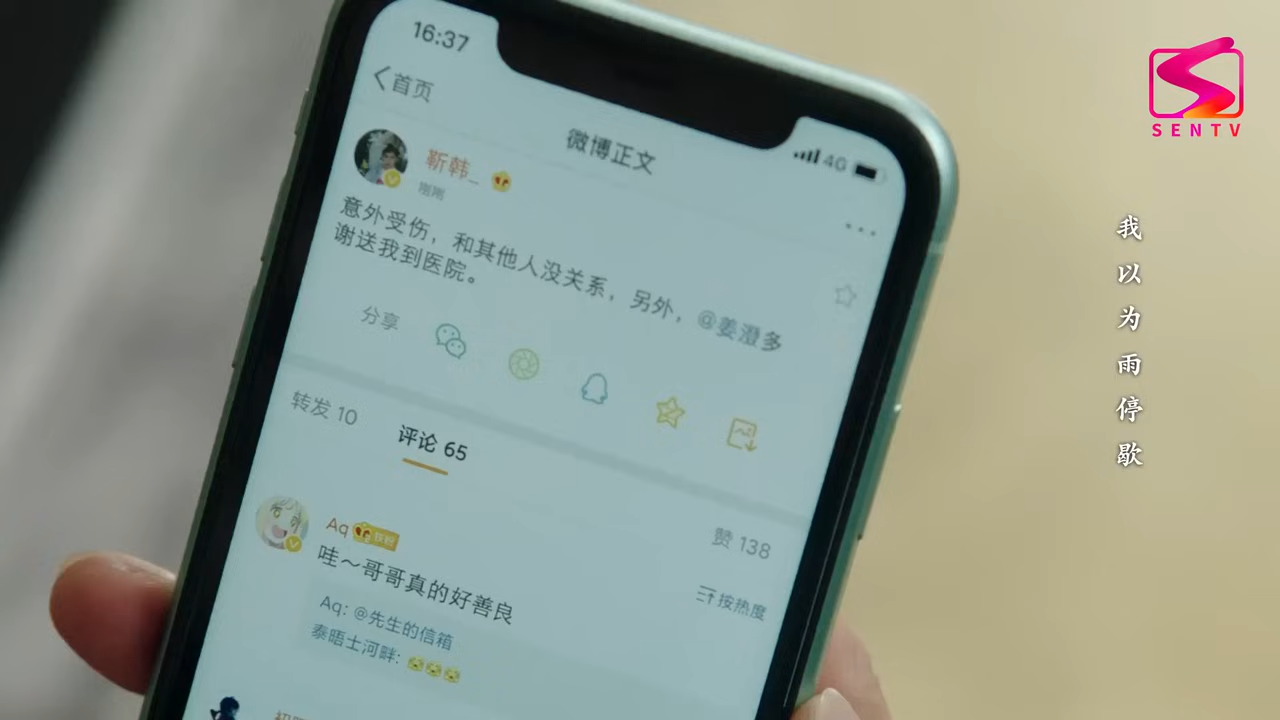 16:37
首页
微博正文
4G
靳韩_
刚刚
意外受伤，和其他人没关系，另外，@姜澄多
谢送我到医院。
分享
转发 10
评论 65
赞 138
按热度
Aq
哇～哥哥真的好善良
Aq: @先生的信箱
泰晤士河畔:
SENTV
我以为雨停歇